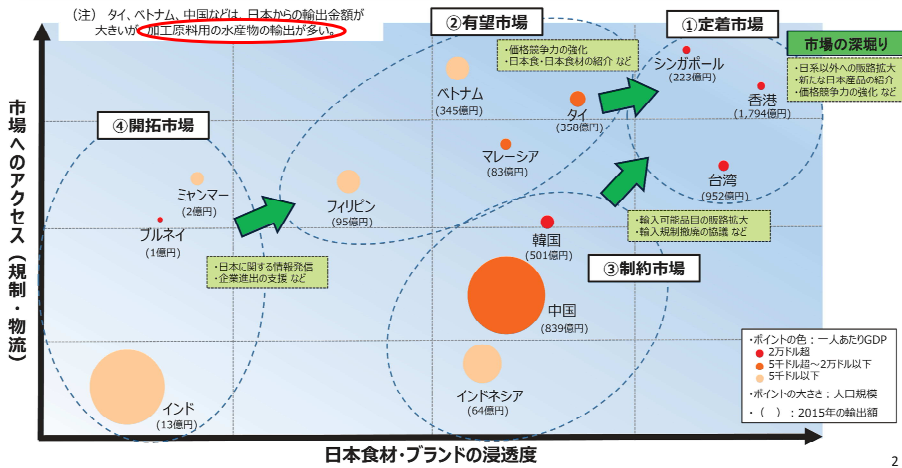 (注) タイ、ベトナム、中国などは、日本からの輸出金額が
大きいが、加工原料用の水産物の輸出が多い。
②有望市場
①定着市場
・価格競争力の強化
・日本食・日本食材の紹介 など
シンガポール
(223億円)
市場の深堀り
・日系以外への販路拡大
・新たな日本産品の紹介
・価格競争力の強化 など
香港
(1,794億円)
ベトナム
(345億円)
タイ
(358億円)
④開拓市場
マレーシア
(83億円)
台湾
(952億円)
ミャンマー
(2億円)
フィリピン
(95億円)
ブルネイ
(1億円)
・輸入可能品目の販路拡大
・輸入規制撤廃の協議 など
韓国
(501億円)
・日本に関する情報発信
・企業進出の支援 など
③制約市場
中国
(839億円)
インドネシア
(64億円)
インド
(13億円)
・ポイントの色:一人あたりGDP
2万ドル超
5千ドル超~2万ドル以下
5千ドル以下
・ポイントの大きさ:人口規模
・( ):2015年の輸出額
市場へのアクセス(規制・物流)
日本食材・ブランドの浸透度
2